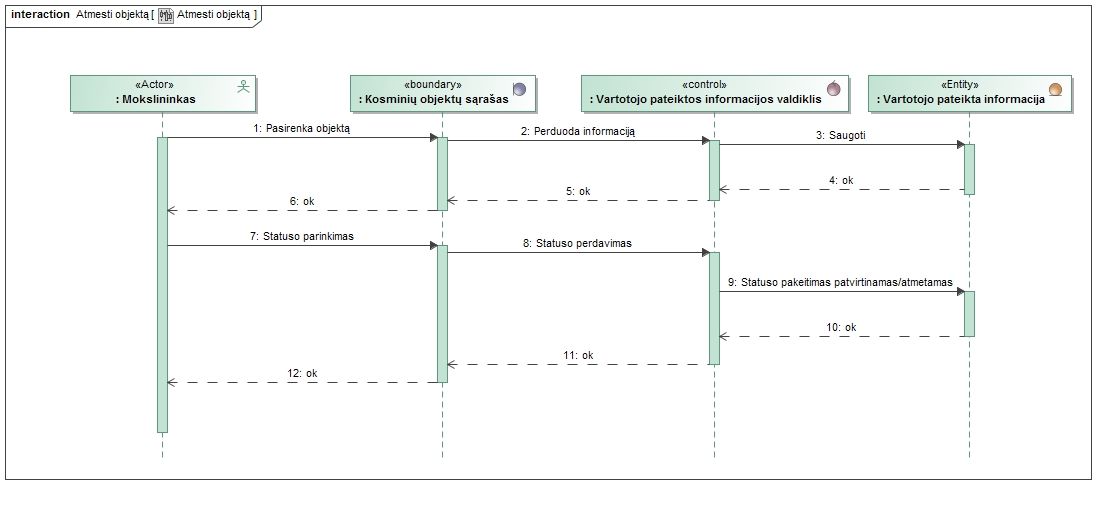 interaction Atmesti objektą [ Atmesti objektą ]
«Actor»
: Mokslininkas
«boundary»
: Kosminių objektų sąrašas
«control»
: Vartotojo pateiktos informacijos valdiklis
«Entity»
: Vartotojo pateikta informacija
1: Pasirenka objektą
2: Perduoda informaciją
3: Saugoti
4: ok
5: ok
6: ok
7: Statuso parinkimas
8: Statuso perdavimas
9: Statuso pakeitimas patvirtinamas/atmetamas
10: ok
11: ok
12: ok